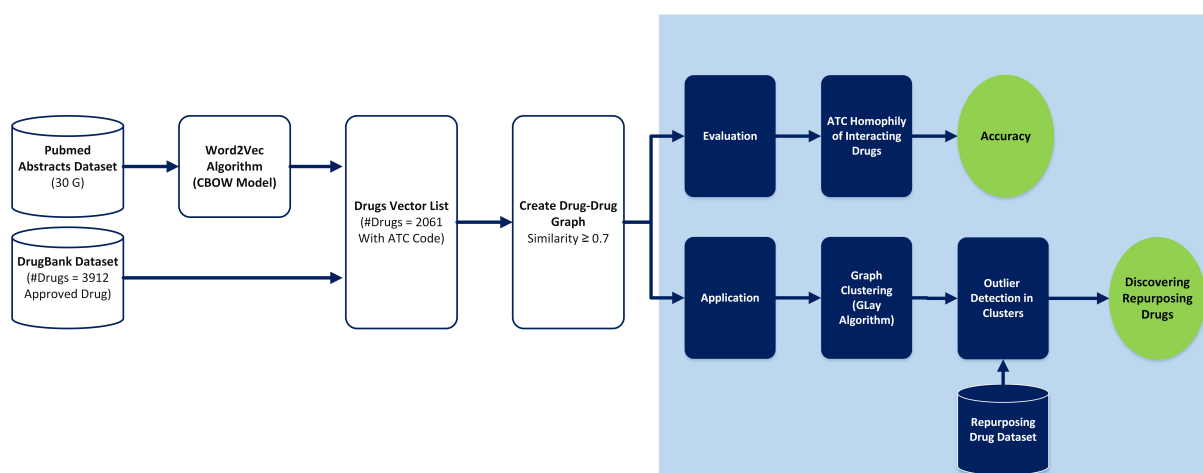 Pubmed
Abstracts Dataset
(30 G)
Word2Vec
Algorithm
(CBOW Model)
DrugBank Dataset
(#Drugs = 3912
Approved Drug)
Drugs Vector List
(#Drugs = 2061
With ATC Code)
Create Drug-Drug
Graph
Similarity ≥ 0.7
Evaluation
ATC Homophily
of Interacting
Drugs
Accuracy
Application
Graph
Clustering
(GLay
Algorithm)
Outlier
Detection in
Clusters
Discovering
Repurposing
Drugs
Repurposing
Drug Dataset